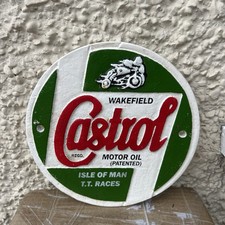 WAKEFIELD
Castrol
REGD.
MOTOR OIL
(PATENTED)
ISLE OF MAN
T.T. RACES